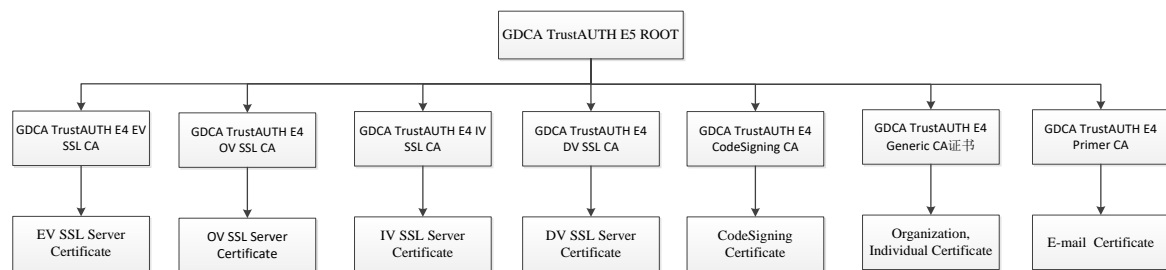 GDCA TrustAUTH E5 ROOT
GDCA TrustAUTH E4 EV
SSL CA
GDCA TrustAUTH E4
OV SSL CA
GDCA TrustAUTH E4 IV
SSL CA
GDCA TrustAUTH E4
DV SSL CA
GDCA TrustAUTH E4
CodeSigning CA
GDCA TrustAUTH E4
Generic CA证书
GDCA TrustAUTH E4
Primer CA
EV SSL Server
Certificate
OV SSL Server
Certificate
IV SSL Server
Certificate
DV SSL Server
Certificate
CodeSigning
Certificate
Organization,
Individual Certificate
E-mail Certificate